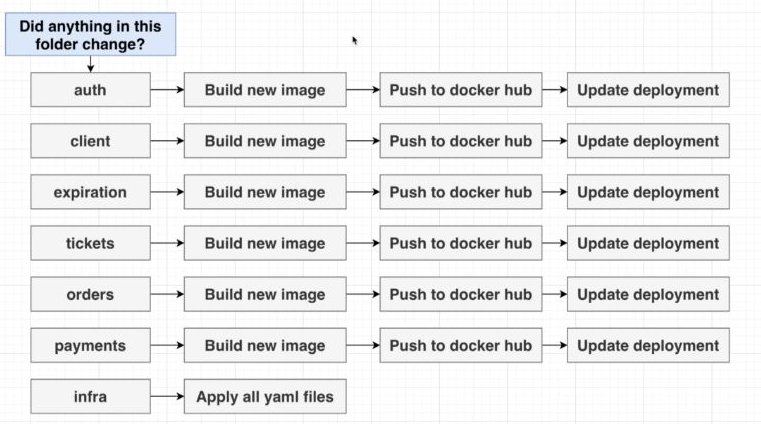 Did anything in this
folder change?
auth Build new image Push to docker hub Update deployment
client Build new image Push to docker hub Update deployment
expiration Build new image Push to docker hub Update deployment
tickets Build new image Push to docker hub Update deployment
orders Build new image Push to docker hub Update deployment
payments Build new image Push to docker hub Update deployment
infra Apply all yaml files